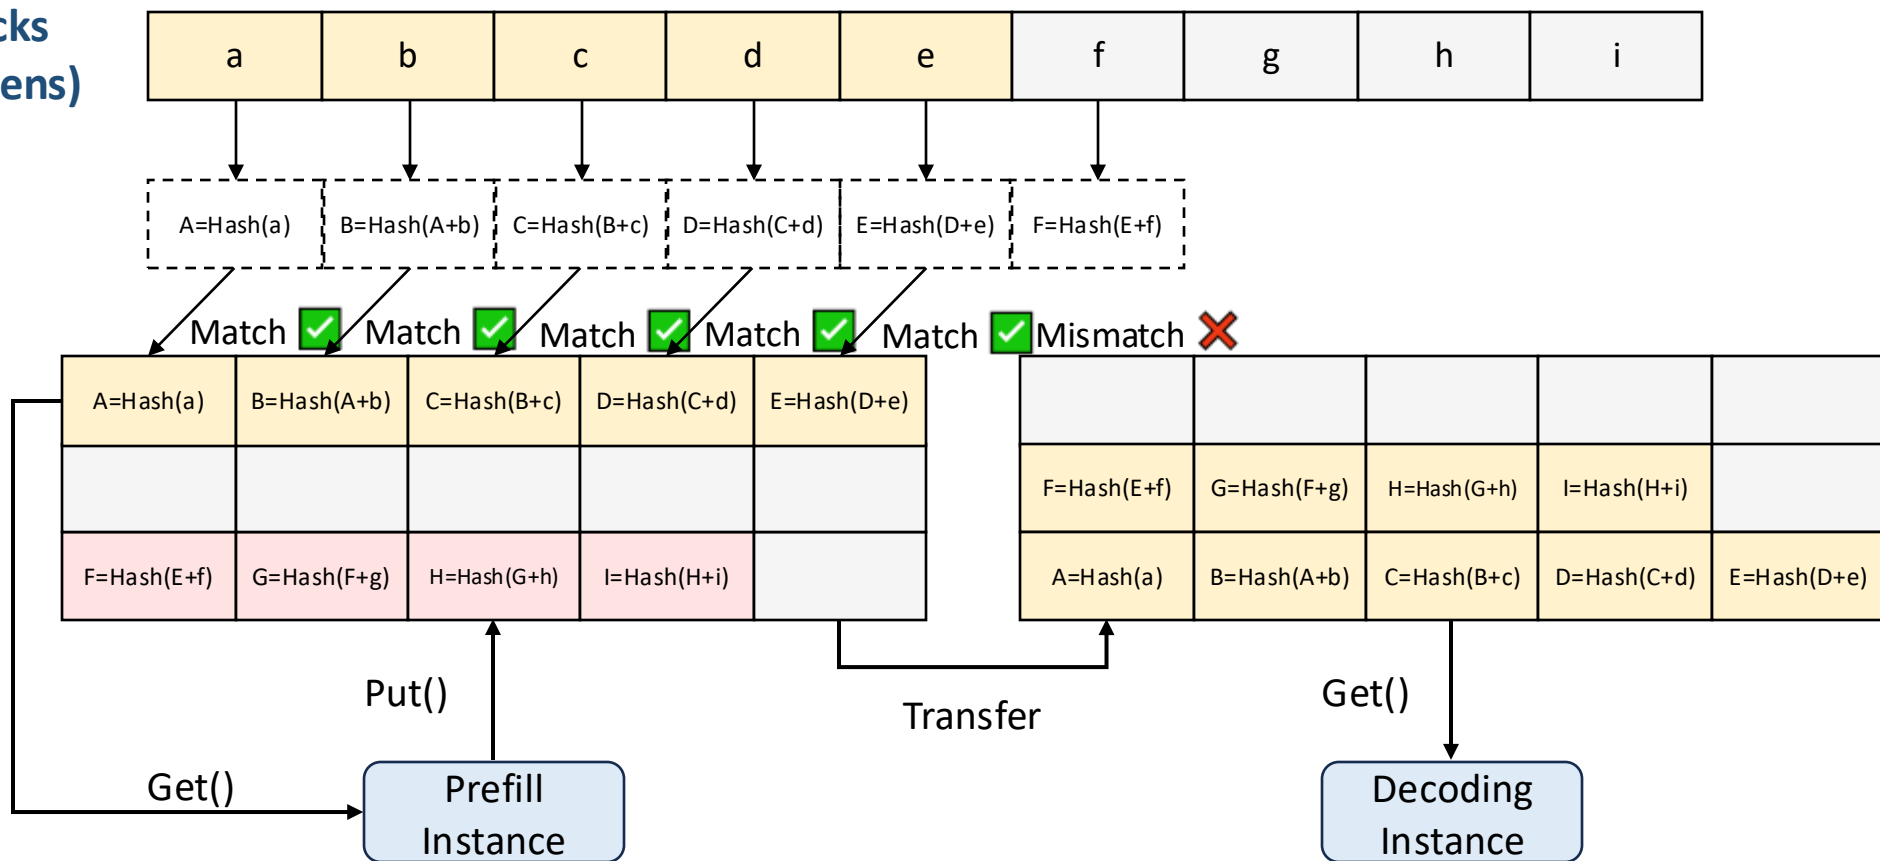 cks
ens)
a b c d e f g h i
A=Hash(a) B=Hash(A+b) C=Hash(B+c) D=Hash(C+d) E=Hash(D+e) F=Hash(E+f)
Match Match Match Match Match Mismatch
A=Hash(a) B=Hash(A+b) C=Hash(B+c) D=Hash(C+d) E=Hash(D+e)
F=Hash(E+f) G=Hash(F+g) H=Hash(G+h) I=Hash(H+i)
F=Hash(E+f) G=Hash(F+g) H=Hash(G+h) I=Hash(H+i)
A=Hash(a) B=Hash(A+b) C=Hash(B+c) D=Hash(C+d) E=Hash(D+e)
Put()
Transfer
Get()
Get()
Prefill
Instance
Decoding
Instance